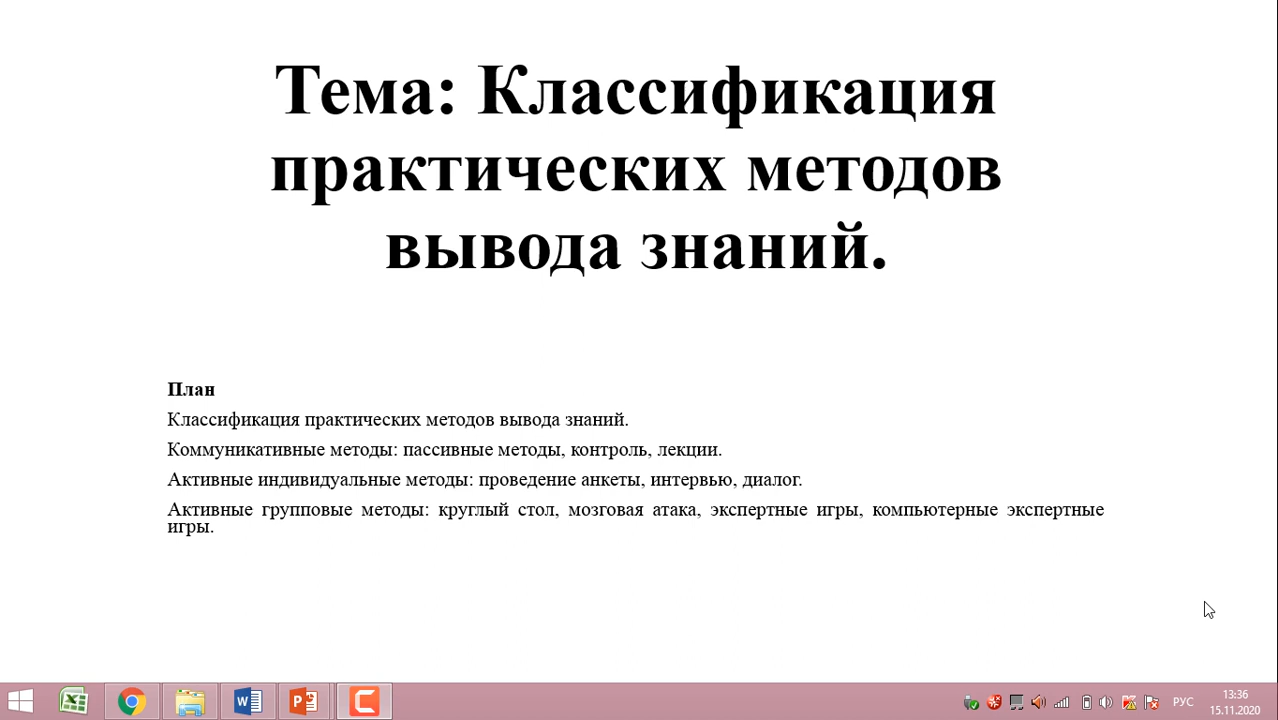 Тема: Классификация
практических методов
вывода знаний.
План
Классификация практических методов вывода знаний.
Коммуникативные методы: пассивные методы, контроль, лекции.
Активные индивидуальные методы: проведение анкеты, интервью, диалог.
Активные групповые методы: круглый стол, мозговая атака, экспертные игры, компьютерные экспертные
игры.
РУС
13:36
15.11.2020